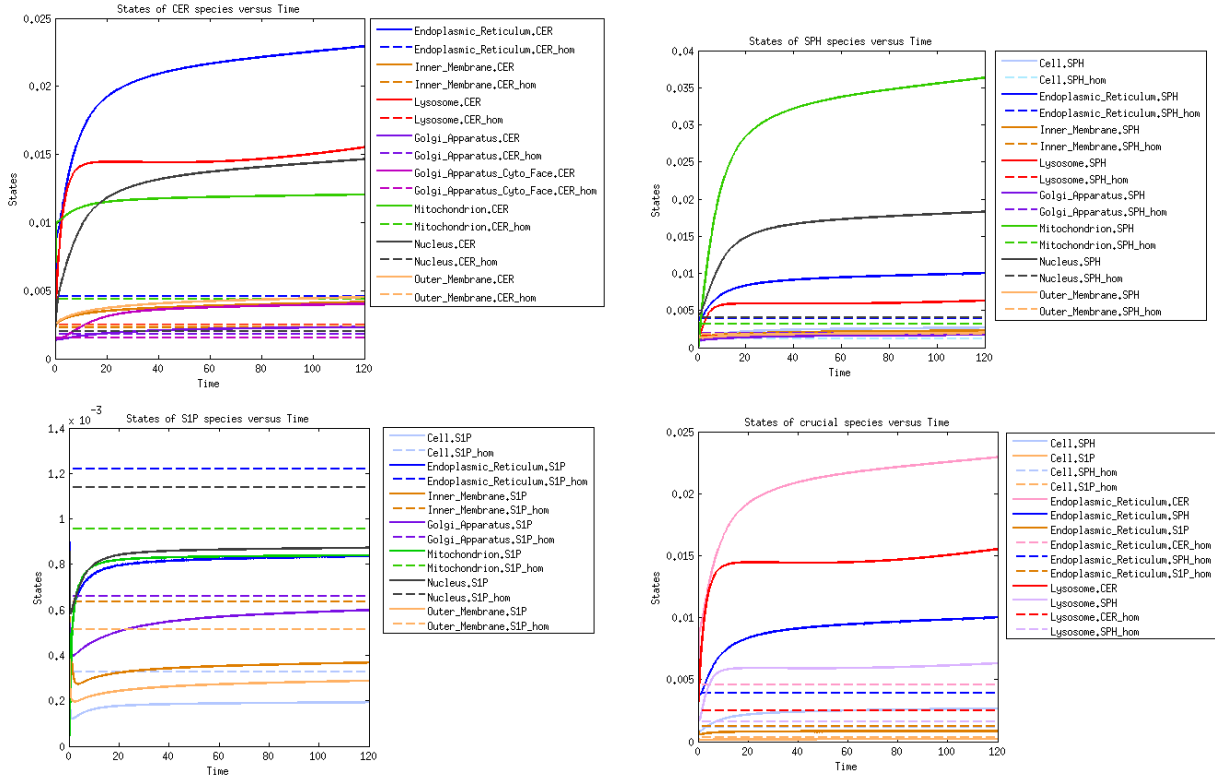 States of CER species versus Time
0.025
0.02
0.015
0.01
0.005
0
States
0
20
40
60
80
100
120
Time
Endoplasmic_Reticulum.CER
Endoplasmic_Reticulum.CER_hom
Inner_Membrane.CER
Inner_Membrane.CER_hom
Lysosome.CER
Lysosome.CER_hom
Golgi_Apparatus.CER
Golgi_Apparatus.CER_hom
Golgi_Apparatus_Cyto_Face.CER
Golgi_Apparatus_Cyto_Face.CER_hom
Mitochondrion.CER
Mitochondrion.CER_hom
Nucleus.CER
Nucleus.CER_hom
Outer_Membrane.CER
Outer_Membrane.CER_hom
States of SPH species versus Time
0.04
0.035
0.03
0.025
0.02
0.015
0.01
0.005
0
States
0
20
40
60
80
100
120
Time
Cell.SPH
Cell.SPH_hom
Endoplasmic_Reticulum.SPH
Endoplasmic_Reticulum.SPH_hom
Inner_Membrane.SPH
Inner_Membrane.SPH_hom
Lysosome.SPH
Lysosome.SPH_hom
Golgi_Apparatus.SPH
Golgi_Apparatus.SPH_hom
Mitochondrion.SPH
Mitochondrion.SPH_hom
Nucleus.SPH
Nucleus.SPH_hom
Outer_Membrane.SPH
Outer_Membrane.SPH_hom
x 10⁻³
States of S1P species versus Time
1.4
1.2
1
0.8
0.6
0.4
0.2
0
States
0
20
40
60
80
100
120
Time
Cell.S1P
Cell.S1P_hom
Endoplasmic_Reticulum.S1P
Endoplasmic_Reticulum.S1P_hom
Inner_Membrane.S1P
Inner_Membrane.S1P_hom
Golgi_Apparatus.S1P
Golgi_Apparatus.S1P_hom
Mitochondrion.S1P
Mitochondrion.S1P_hom
Nucleus.S1P
Nucleus.S1P_hom
Outer_Membrane.S1P
Outer_Membrane.S1P_hom
States of crucial species versus Time
0.025
0.02
0.015
0.01
0.005
0
States
0
20
40
60
80
100
120
Time
Cell.SPH
Cell.S1P
Cell.SPH_hom
Cell.S1P_hom
Endoplasmic_Reticulum.CER
Endoplasmic_Reticulum.SPH
Endoplasmic_Reticulum.S1P
Endoplasmic_Reticulum.CER_hom
Endoplasmic_Reticulum.SPH_hom
Endoplasmic_Reticulum.S1P_hom
Lysosome.CER
Lysosome.SPH
Lysosome.CER_hom
Lysosome.SPH_hom